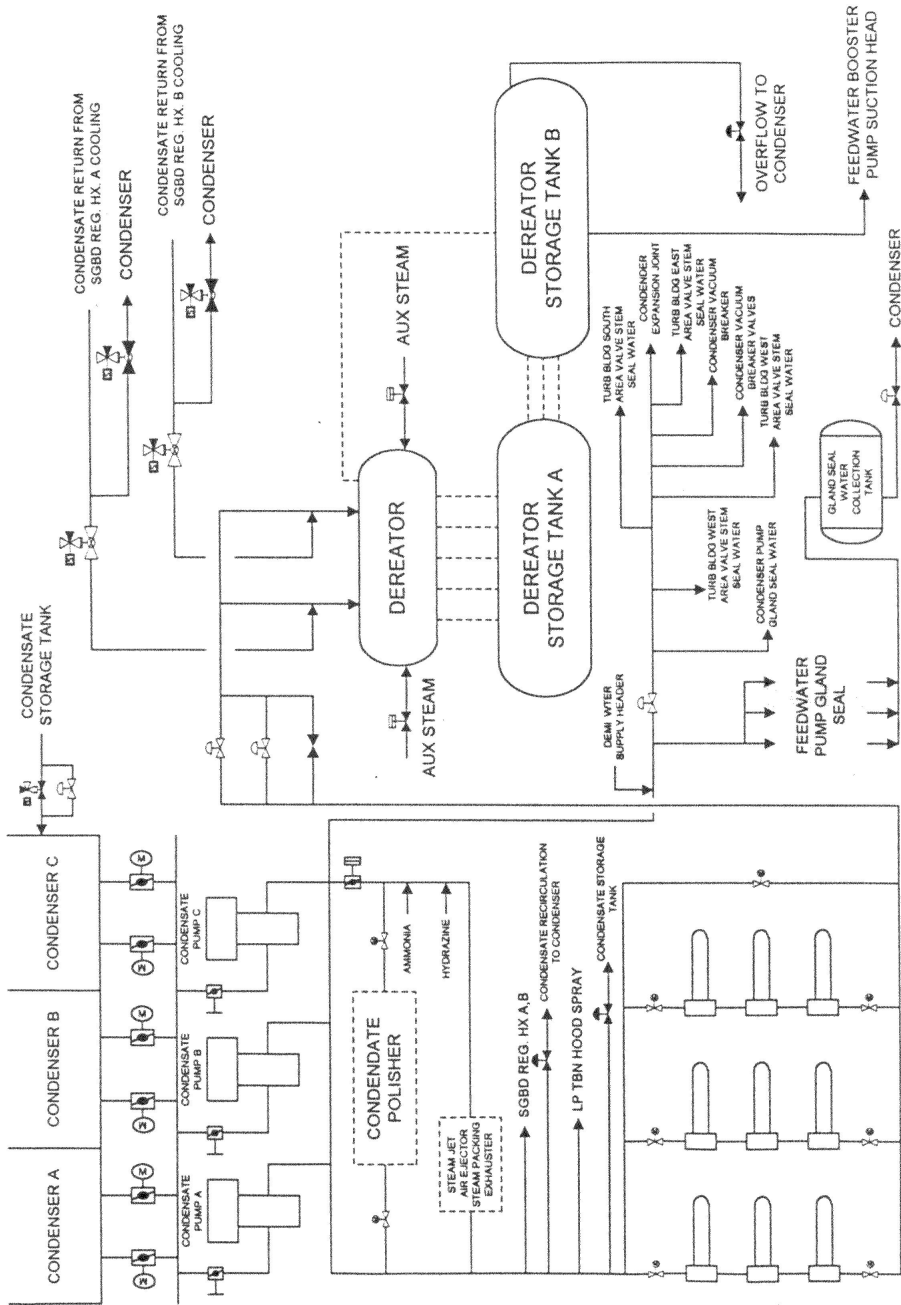 CONDENSER A
CONDENSER B
CONDENSER C
CONDENSATE
STORAGE TANK
CONDENSATE RETURN FROM
SGBD REG. HX. A COOLING
CONDENSER
CONDENSATE RETURN FROM
SGBD REG. HX. B COOLING
CONDENSER
M
M
M
M
M
M
CONDENSATE
PUMP A
CONDENSATE
PUMP B
CONDENSATE
PUMP C
S
S
S
S
S
AUX STEAM
DEREATOR
AUX STEAM
CONDENDATE
POLISHER
AMMONIA
HYDRAZINE
STEAM JET
AIR EJECTOR
STEAM PACKING
EXHAUSTER
DEREATOR
STORAGE TANK A
DEREATOR
STORAGE TANK B
OVERFLOW TO
CONDENSER
FEEDWATER BOOSTER
PUMP SUCTION HEAD
SGBD REG. HX A,B
CONDENSATE RECIRCULATION
TO CONDENSER
LP TBN HOOD SPRAY
CONDENSATE STORAGE
TANK
DEMI WTER
SUPPLY HEADER
TURB BLDG SOUTH
AREA VALVE STEM
SEAL WATER
CONDENDER
EXPANSION JOINT
TURB BLDG EAST
AREA VALVE STEM
SEAL WATER
CONDENSER VACUUM
BREAKER
CONDENSER VACUUM
BREAKER VALVES
TURB BLDG WEST
AREA VALVE STEM
SEAL WATER
TURB BLDG WEST
AREA VALVE STEM
SEAL WATER
CONDENSER PUMP
GLAND SEAL WATER
FEEDWATER
PUMP GLAND
SEAL
GLAND SEAL
WATER
COLLECTION
TANK
CONDENSER